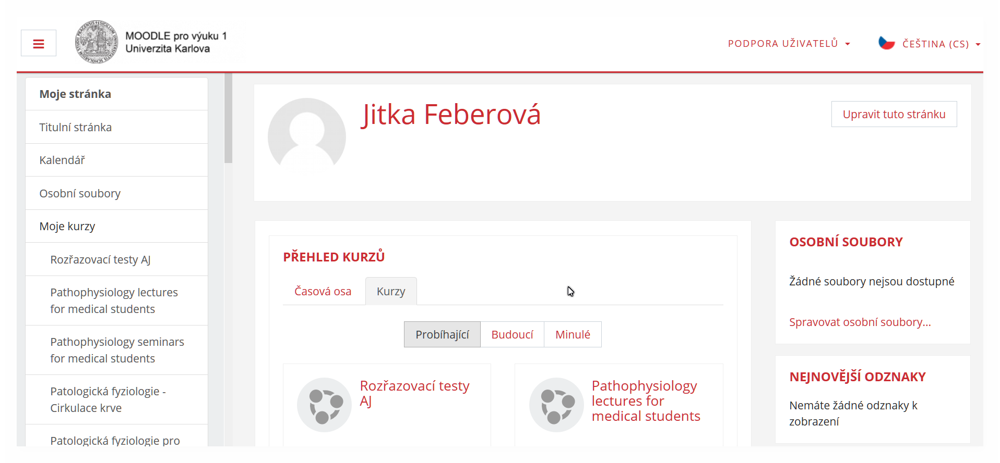 MOODLE pro výuku 1
Univerzita Karlova
PODPORA UŽIVATELŮ
ČEŠTINA (CS)
Moje stránka
Titulní stránka
Kalendář
Osobní soubory
Moje kurzy
Rozřazovací testy AJ
Pathophysiology lectures
for medical students
Pathophysiology seminars
for medical students
Patologická fyziologie -
Cirkulace krve
Patologická fyziologie pro
Jitka Feberová
Upravit tuto stránku
PŘEHLED KURZŮ
Časová osa
Kurzy
Probíhající
Budoucí
Minulé
Rozřazovací testy
AJ
Pathophysiology
lectures for
medical students
OSOBNÍ SOUBORY
Žádné soubory nejsou dostupné
Spravovat osobní soubory...
NEJNOVĚJŠÍ ODZNAKY
Nemáte žádné odznaky k
zobrazení